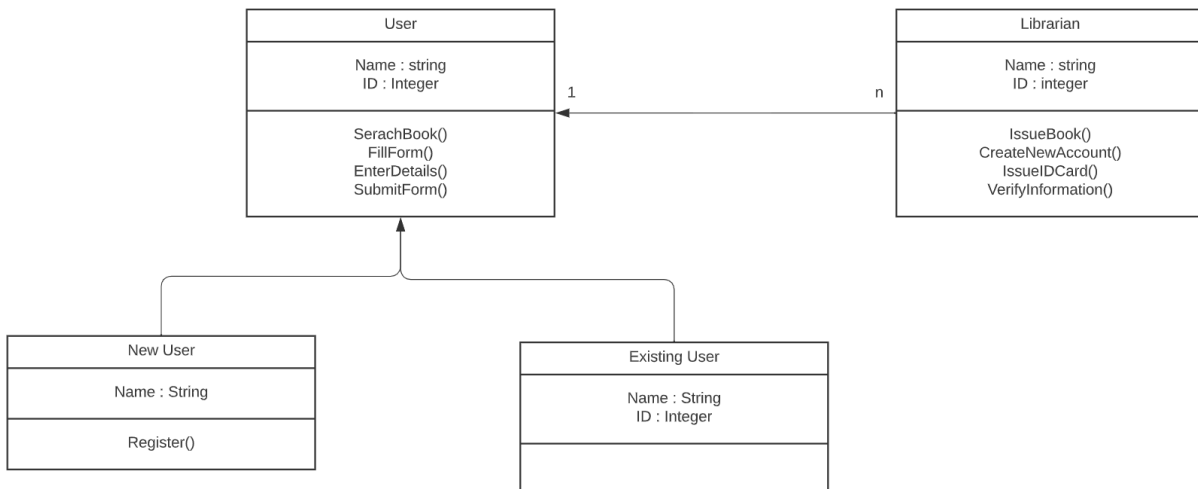 User
Name : string
ID : Integer
SerachBook()
FillForm()
EnterDetails()
SubmitForm()
1
n
Librarian
Name : string
ID : integer
IssueBook()
CreateNewAccount()
IssueIDCard()
VerifyInformation()
New User
Name : String
Register()
Existing User
Name : String
ID : Integer